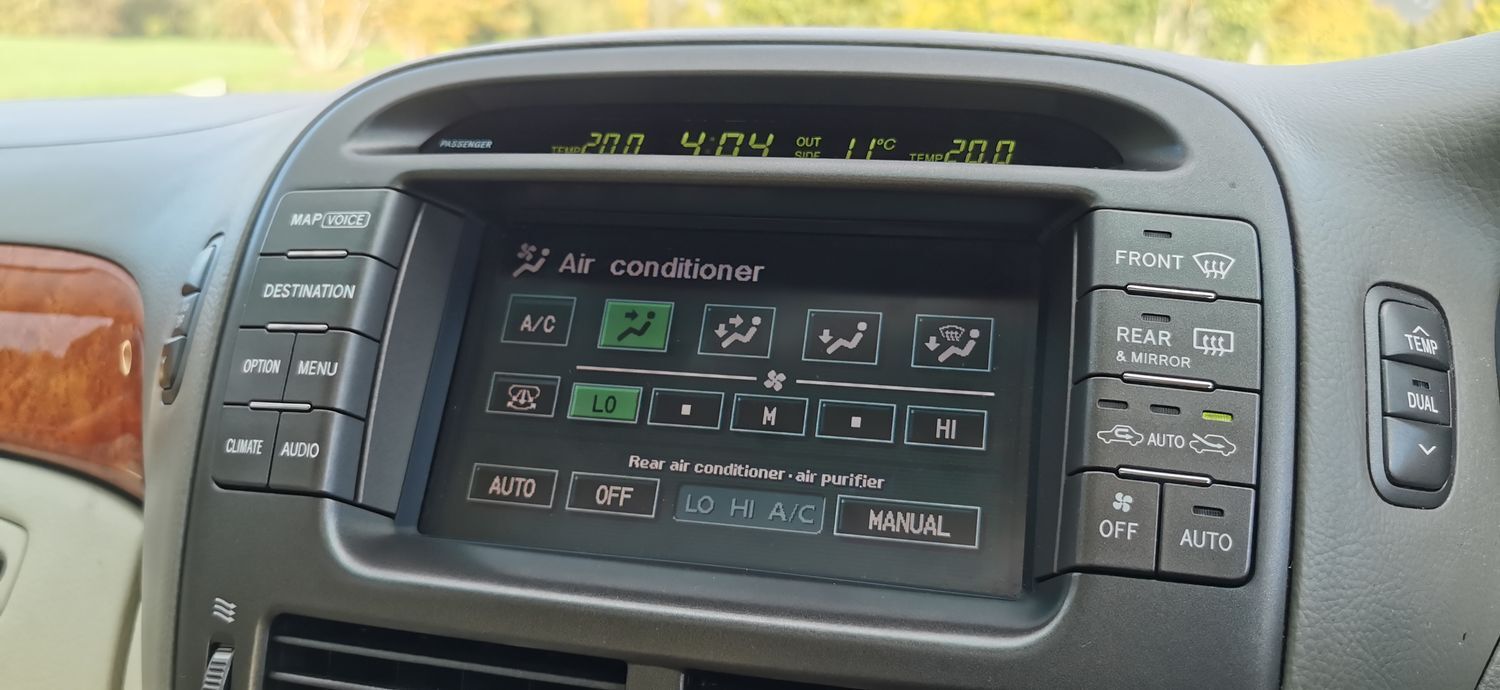 PASSENGER TEMP 20.0 4:04 OUT SIDE 11°C TEMP 20.0
MAP VOICE
DESTINATION
OPTION MENU
CLIMATE AUDIO
Air conditioner
A/C
LO M HI
Rear air conditioner · air purifier
AUTO OFF LO HI A/C MANUAL
FRONT
REAR
& MIRROR
AUTO
OFF AUTO
TEMP
DUAL